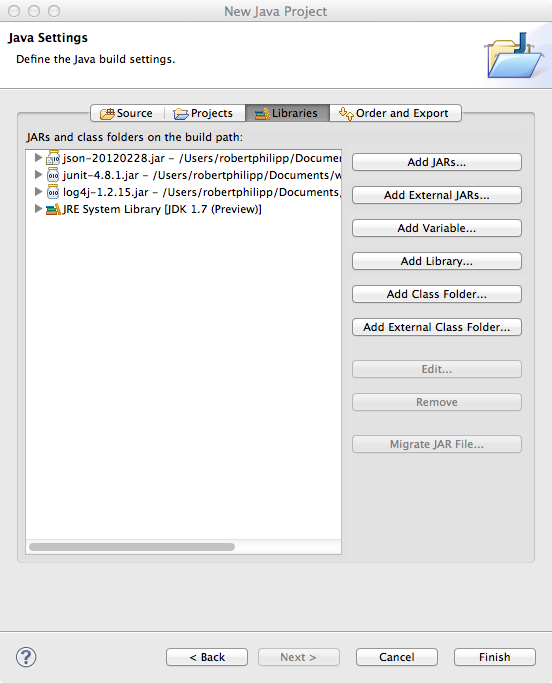 New Java Project
Java Settings
Define the Java build settings.
Source Projects Libraries Order and Export
JARs and class folders on the build path:
json-20120228.jar - /Users/robertphilipp/Docume
junit-4.8.1.jar - /Users/robertphilipp/Documents/w
log4j-1.2.15.jar - /Users/robertphilipp/Documents,
JRE System Library [JDK 1.7 (Preview)]
Add JARs...
Add External JARs...
Add Variable...
Add Library...
Add Class Folder...
Add External Class Folder...
Edit...
Remove
Migrate JAR File...
? < Back Next > Cancel Finish